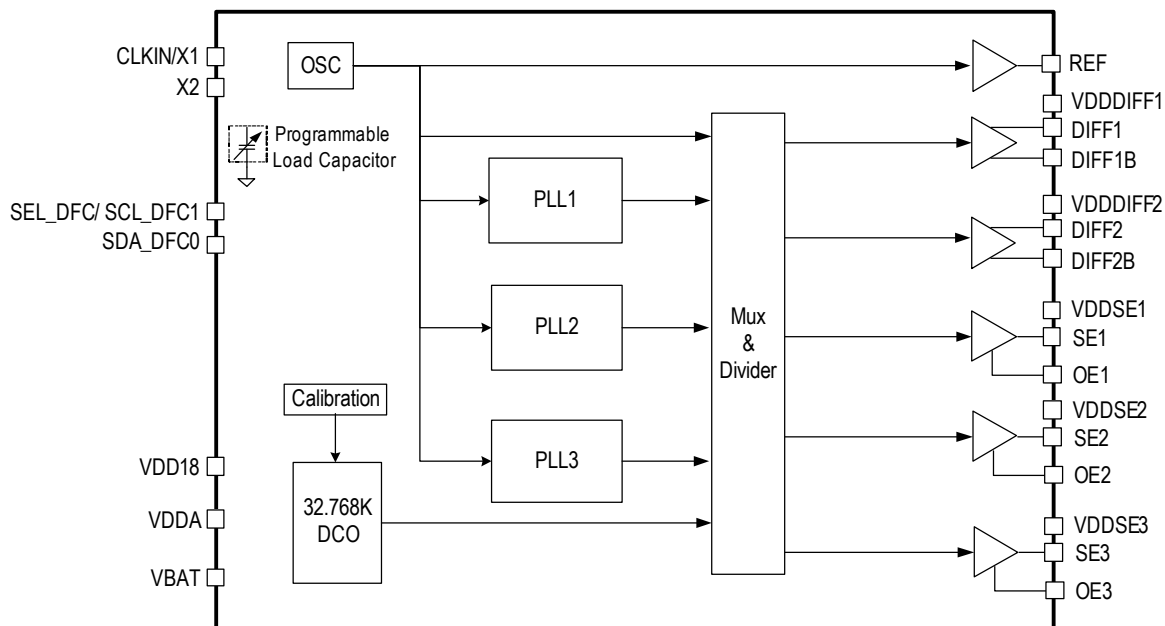 CLKIN/X1
X2
OSC
Programmable
Load Capacitor
SEL_DFC/ SCL_DFC1
SDA_DFC0
PLL1
PLL2
PLL3
Calibration
32.768K
DCO
VDD18
VDDA
VBAT
Mux
&
Divider
REF
VDDDIFF1
DIFF1
DIFF1B
VDDDIFF2
DIFF2
DIFF2B
VDDSE1
SE1
OE1
VDDSE2
SE2
OE2
VDDSE3
SE3
OE3